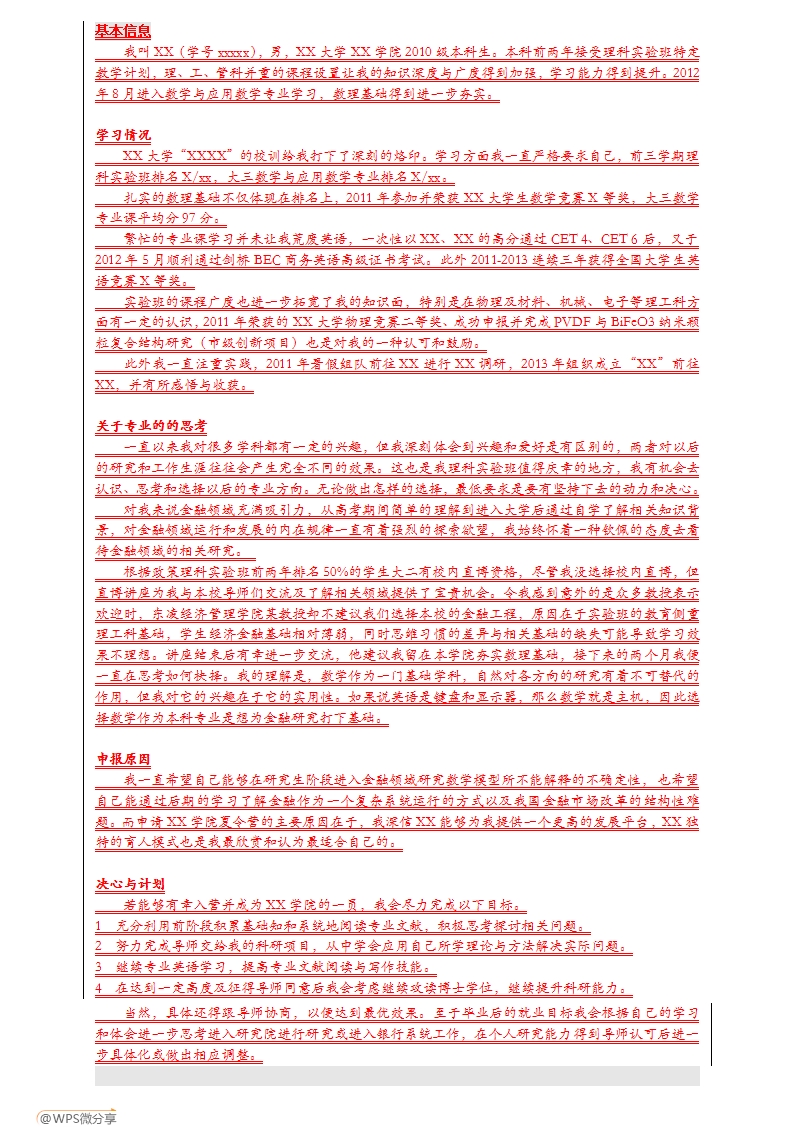 基本信息
我叫 XX（学号 xxxxx），男，XX 大学 XX 学院 2010 级本科生。本科前两年接受理科实验班特定
教学计划，理、工、管科并重的课程设置让我的知识深度与广度得到加强，学习能力得到提升。2012
年 8 月进入数学与应用数学专业学习，数理基础得到进一步夯实。
学习情况
XX 大学“XXXX”的校训给我打下了深刻的烙印。学习方面我一直严格要求自己，前三学期理
科实验班排名 X/xx，大三数学与应用数学专业排名 X/xx。
扎实的数理基础不仅体现在排名上，2011 年参加并荣获 XX 大学生数学竞赛 X 等奖，大三数学
专业课平均分 97 分。
繁忙的专业课学习并未让我荒废英语，一次性以 XX、XX 的高分通过 CET 4、CET 6 后，又于
2012 年 5 月顺利通过剑桥 BEC 商务英语高级证书考试。此外 2011-2013 连续三年获得全国大学生英
语竞赛 X 等奖。
实验班的课程广度也进一步拓宽了我的知识面，特别是在物理及材料、机械、电子等理工科方
面有一定的认识，2011 年荣获的 XX 大学物理竞赛二等奖、成功申报并完成 PVDF 与 BiFeO3 纳米颗
粒复合结构研究（市级创新项目）也是对我的一种认可和鼓励。
此外我一直注重实践，2011 年暑假组队前往 XX 进行 XX 调研，2013 年组织成立 “XX” 前往
XX，并有所感悟与收获。
关于专业的的思考
一直以来我对很多学科都有一定的兴趣，但我深刻体会到兴趣和爱好是有区别的，两者对以后
的研究和工作生涯往往会产生完全不同的效果。这也是我理科实验班值得庆幸的地方，我有机会去
认识、思考和选择以后的专业方向。无论做出怎样的选择，最低要求是要有坚持下去的动力和决心。
对我来说金融领域充满吸引力，从高考期间简单的理解到进入大学后通过自学了解相关知识背
景，对金融领域运行和发展的内在规律一直有着强烈的探索欲望，我始终怀着一种钦佩的态度去看
待金融领域的相关研究。
根据政策理科实验班前两年排名 50%的学生大二有校内直博资格，尽管我没选择校内直博，但
直博讲座为我与本校导师们交流及了解相关领域提供了宝贵机会。令我感到意外的是众多教授表示
欢迎时，东凌经济管理学院某教授却不建议我们选择本校的金融工程，原因在于实验班的教育侧重
理工科基础，学生经济金融基础相对薄弱，同时思维习惯的差异与相关基础的缺失可能导致学习效
果不理想。讲座结束后有幸进一步交流，他建议我留在本学院夯实数理基础，接下来的两个月我便
一直在思考如何抉择。我的理解是，数学作为一门基础学科，自然对各方向的研究有着不可替代的
作用，但我对它的兴趣在于它的实用性。如果说英语是键盘和显示器，那么数学就是主机，因此选
择数学作为本科专业是想为金融研究打下基础。
申报原因
我一直希望自己能够在研究生阶段进入金融领域研究数学模型所不能解释的不确定性，也希望
自己能通过后期的学习了解金融作为一个复杂系统运行的方式以及我国金融市场改革的结构性难
题。而申请 XX 学院夏令营的主要原因在于，我深信 XX 能够为我提供一个更高的发展平台，XX 独
特的育人模式也是我最欣赏和认为最适合自己的。
决心与计划
若能够有幸入营并成为 XX 学院的一员，我会尽力完成以下目标。
1 充分利用前阶段积累基础知和系统地阅读专业文献，积极思考探讨相关问题。
2 努力完成导师交给我的科研项目，从中学会应用自己所学理论与方法解决实际问题。
3 继续专业英语学习，提高专业文献阅读与写作技能。
4 在达到一定高度及征得导师同意后我会考虑继续攻读博士学位，继续提升科研能力。
当然，具体还得跟导师协商，以便达到最优效果。至于毕业后的就业目标我会根据自己的学习
和体会进一步思考进入研究院进行研究或进入银行系统工作，在个人研究能力得到导师认可后进一
步具体化或做出相应调整。
@WPS微分享